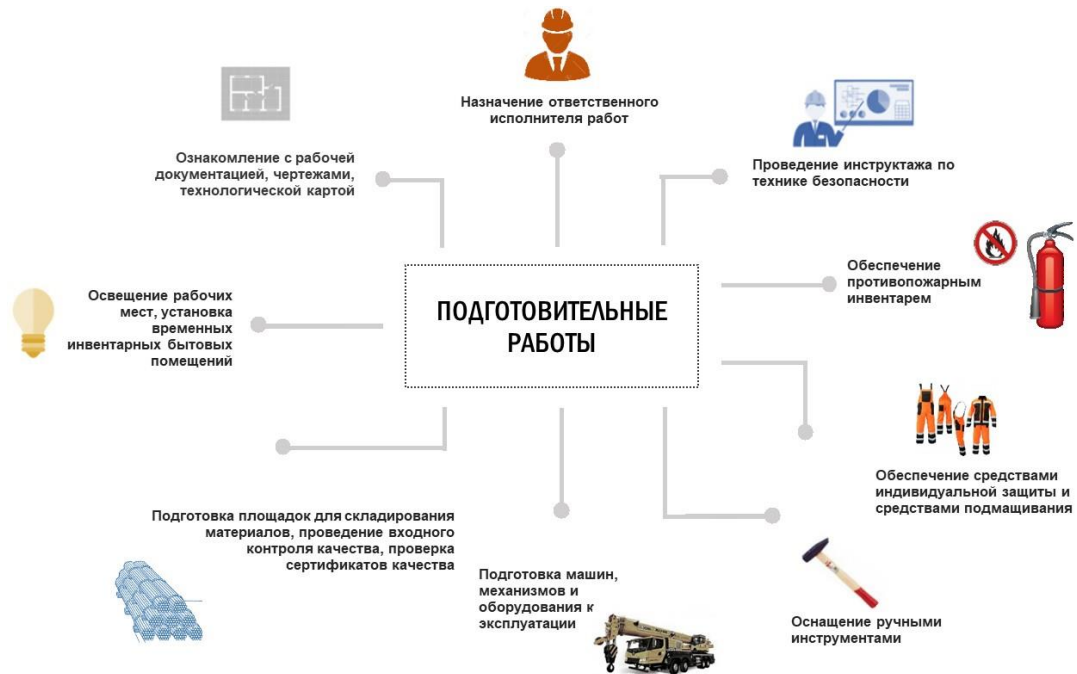 Назначение ответственного
исполнителя работ
Ознакомление с рабочей
документацией, чертежами,
технологической картой
Проведение инструктажа по
технике безопасности
Обеспечение
противопожарным
инвентарем
Освещение рабочих
мест, установка
временных
инвентарных бытовых
помещений
ПОДГОТОВИТЕЛЬНЫЕ
РАБОТЫ
Обеспечение средствами
индивидуальной защиты и
средствами подмащивания
Подготовка площадок для складирования
материалов, проведение входного
контроля качества, проверка
сертификатов качества
Подготовка машин,
механизмов и
оборудования к
эксплуатации
Оснащение ручными
инструментами